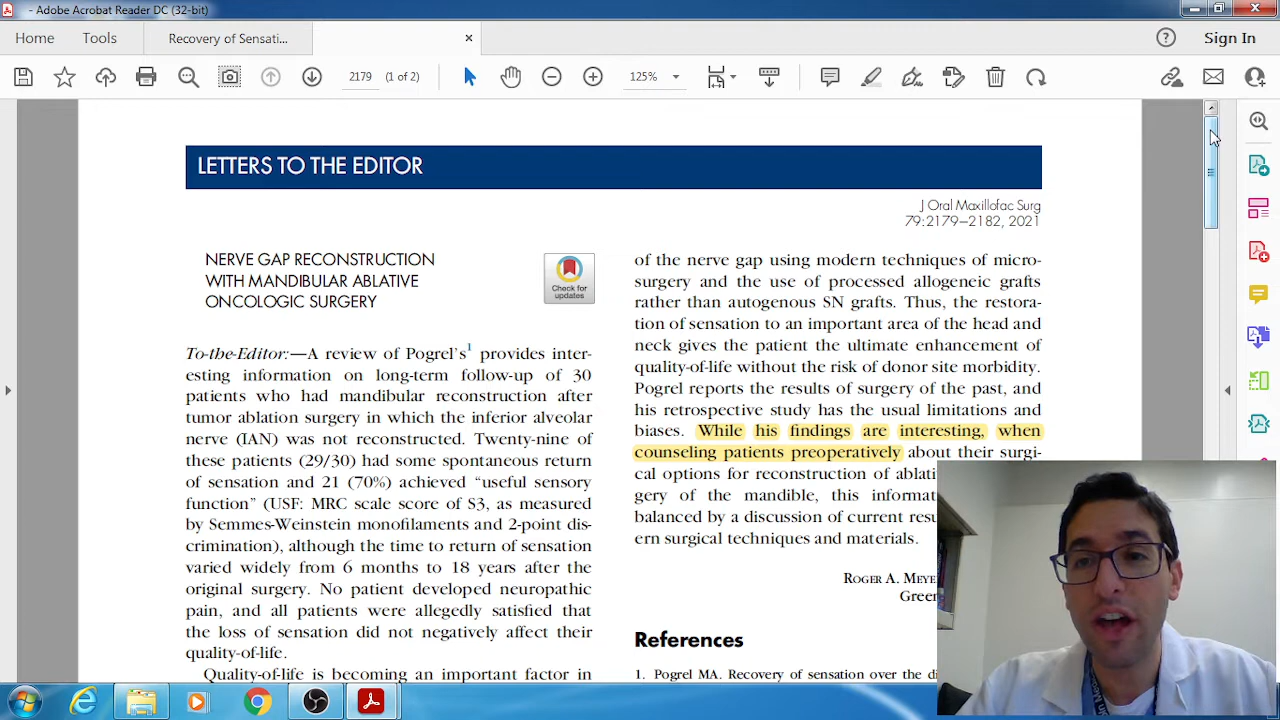 - Adobe Acrobat Reader DC (32-bit)
Home
Tools
Recovery of Sensati...
Sign In
2179
(1 of 2)
125%
LETTERS TO THE EDITOR
J Oral Maxillofac Surg
79:2179–2182, 2021
NERVE GAP RECONSTRUCTION
WITH MANDIBULAR ABLATIVE
ONCOLOGIC SURGERY
Check for
updates
To-the-Editor:—A review of Pogrel's1 provides inter-
esting information on long-term follow-up of 30
patients who had mandibular reconstruction after
tumor ablation surgery in which the inferior alveolar
nerve (IAN) was not reconstructed. Twenty-nine of
these patients (29/30) had some spontaneous return
of sensation and 21 (70%) achieved “useful sensory
function” (USF: MRC scale score of S3, as measured
by Semmes-Weinstein monofilaments and 2-point dis-
crimination), although the time to return of sensation
varied widely from 6 months to 18 years after the
original surgery. No patient developed neuropathic
pain, and all patients were allegedly satisfied that
the loss of sensation did not negatively affect their
quality-of-life.
Quality-of-life is becoming an important factor in
of the nerve gap using modern techniques of micro-
surgery and the use of processed allogeneic grafts
rather than autogenous SN grafts. Thus, the restora-
tion of sensation to an important area of the head and
neck gives the patient the ultimate enhancement of
quality-of-life without the risk of donor site morbidity.
Pogrel reports the results of surgery of the past, and
his retrospective study has the usual limitations and
biases. While his findings are interesting, when
counseling patients preoperatively about their surgi-
cal options for reconstruction of ablati
gery of the mandible, this informat
balanced by a discussion of current resu
ern surgical techniques and materials.
ROGER A. MEYE
Green
References
1. Pogrel MA. Recovery of sensation over the di